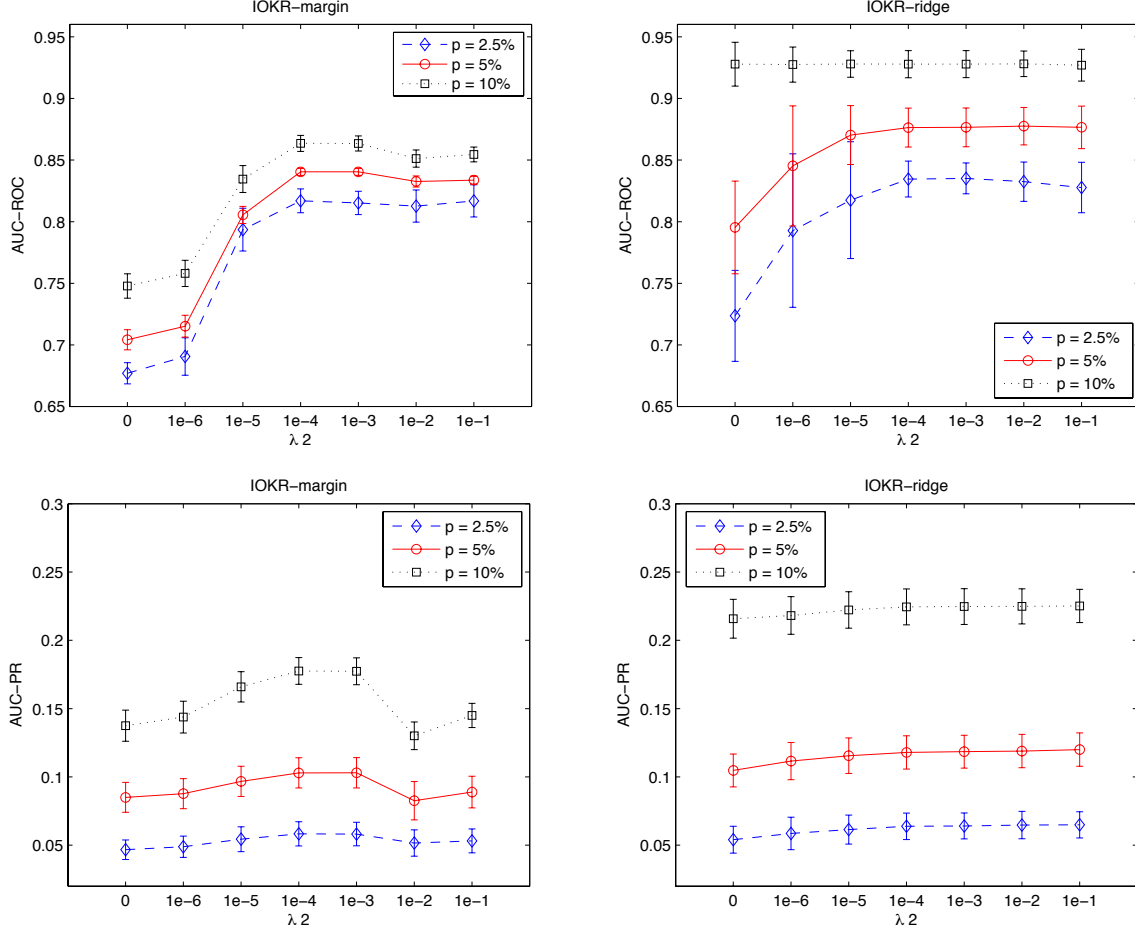 IOKR−margin
0.95
0.9
0.85
0.8
0.75
0.7
0.65
AUC−ROC
p = 2.5%
p = 5%
p = 10%
0 1e−6 1e−5 1e−4 1e−3 1e−2 1e−1
λ 2
IOKR−ridge
0.95
0.9
0.85
0.8
0.75
0.7
0.65
AUC−ROC
p = 2.5%
p = 5%
p = 10%
0 1e−6 1e−5 1e−4 1e−3 1e−2 1e−1
λ 2
IOKR−margin
0.3
0.25
0.2
0.15
0.1
0.05
AUC−PR
p = 2.5%
p = 5%
p = 10%
0 1e−6 1e−5 1e−4 1e−3 1e−2 1e−1
λ 2
IOKR−ridge
0.3
0.25
0.2
0.15
0.1
0.05
AUC−PR
p = 2.5%
p = 5%
p = 10%
0 1e−6 1e−5 1e−4 1e−3 1e−2 1e−1
λ 2